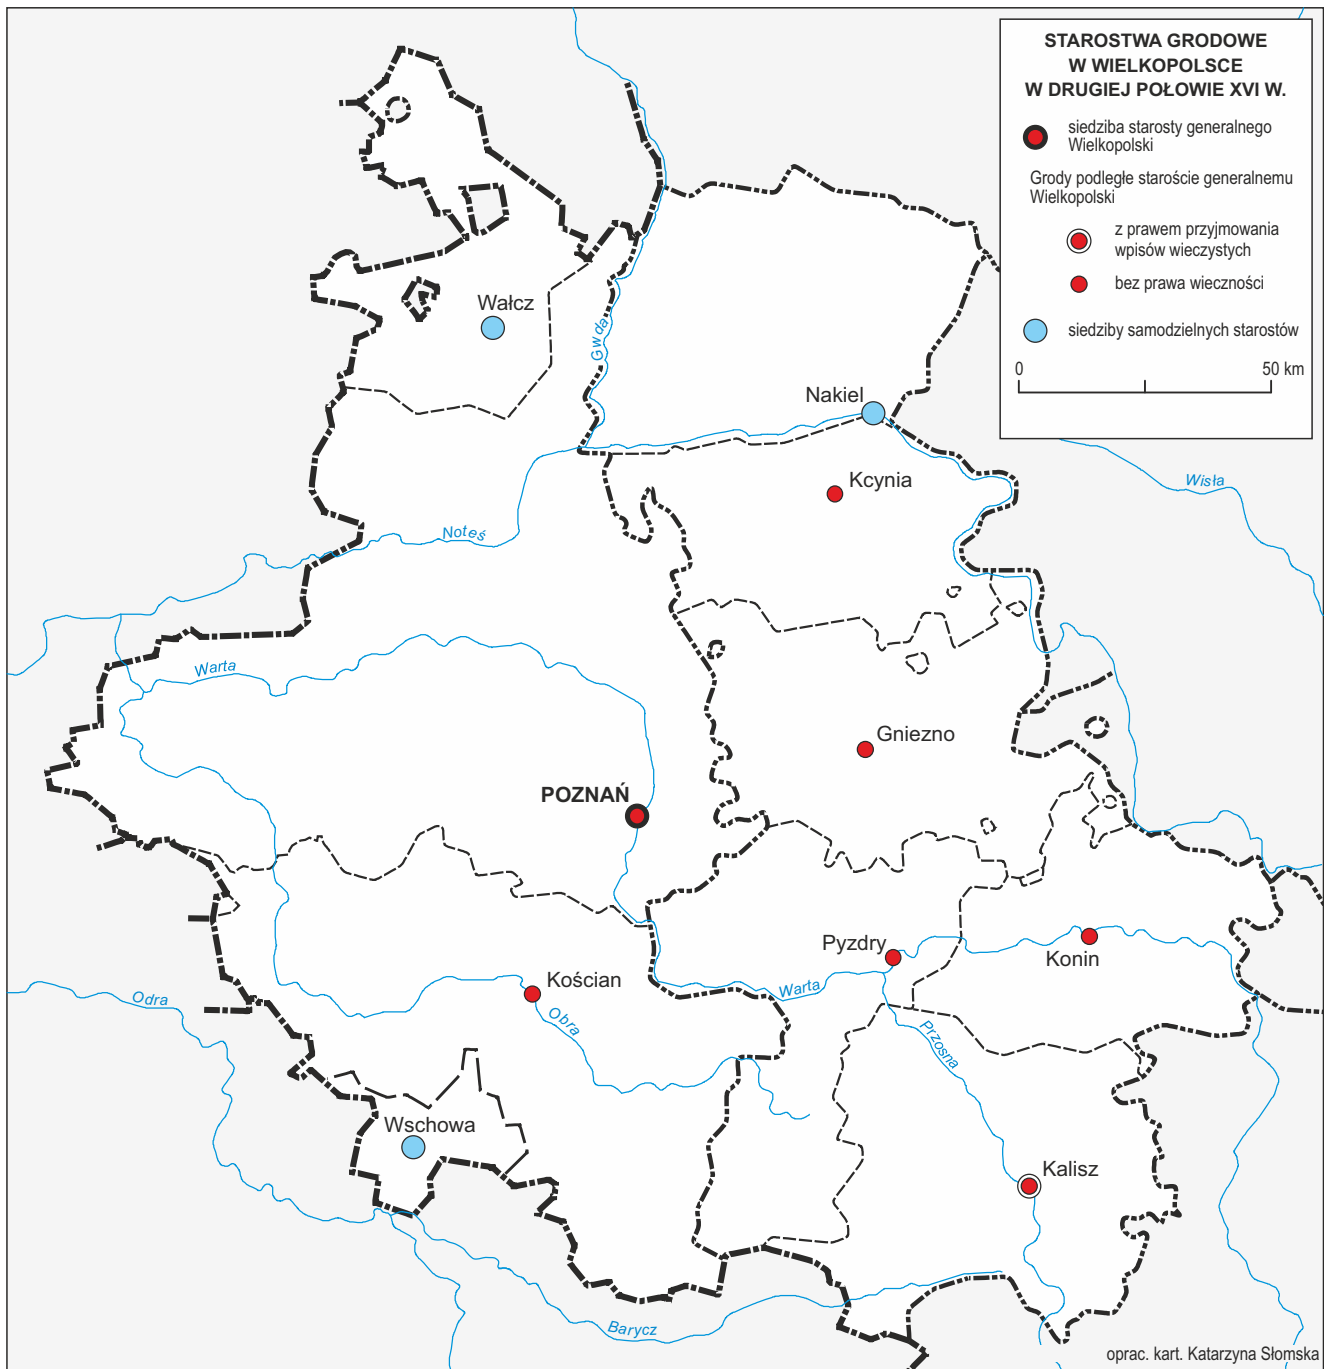 STAROSTWA GRODOWE
W WIELKOPOLSCE
W DRUGIEJ POŁOWIE XVI W.
siedziba starosty generalnego
Wielkopolski
Grody podległe staroście generalnemu
Wielkopolski
z prawem przyjmowania
wpisów wieczystych
bez prawa wieczności
siedziby samodzielnych starostów
0
50 km
Wałcz
Gwda
Nakiel
Kcynia
Wisła
Noteś
Warta
Gniezno
POZNAŃ
Pyzdry
Konin
Kościan
Warta
Odra
Obra
Przosna
Wschowa
Kalisz
Barycz
oprac. kart. Katarzyna Słomska